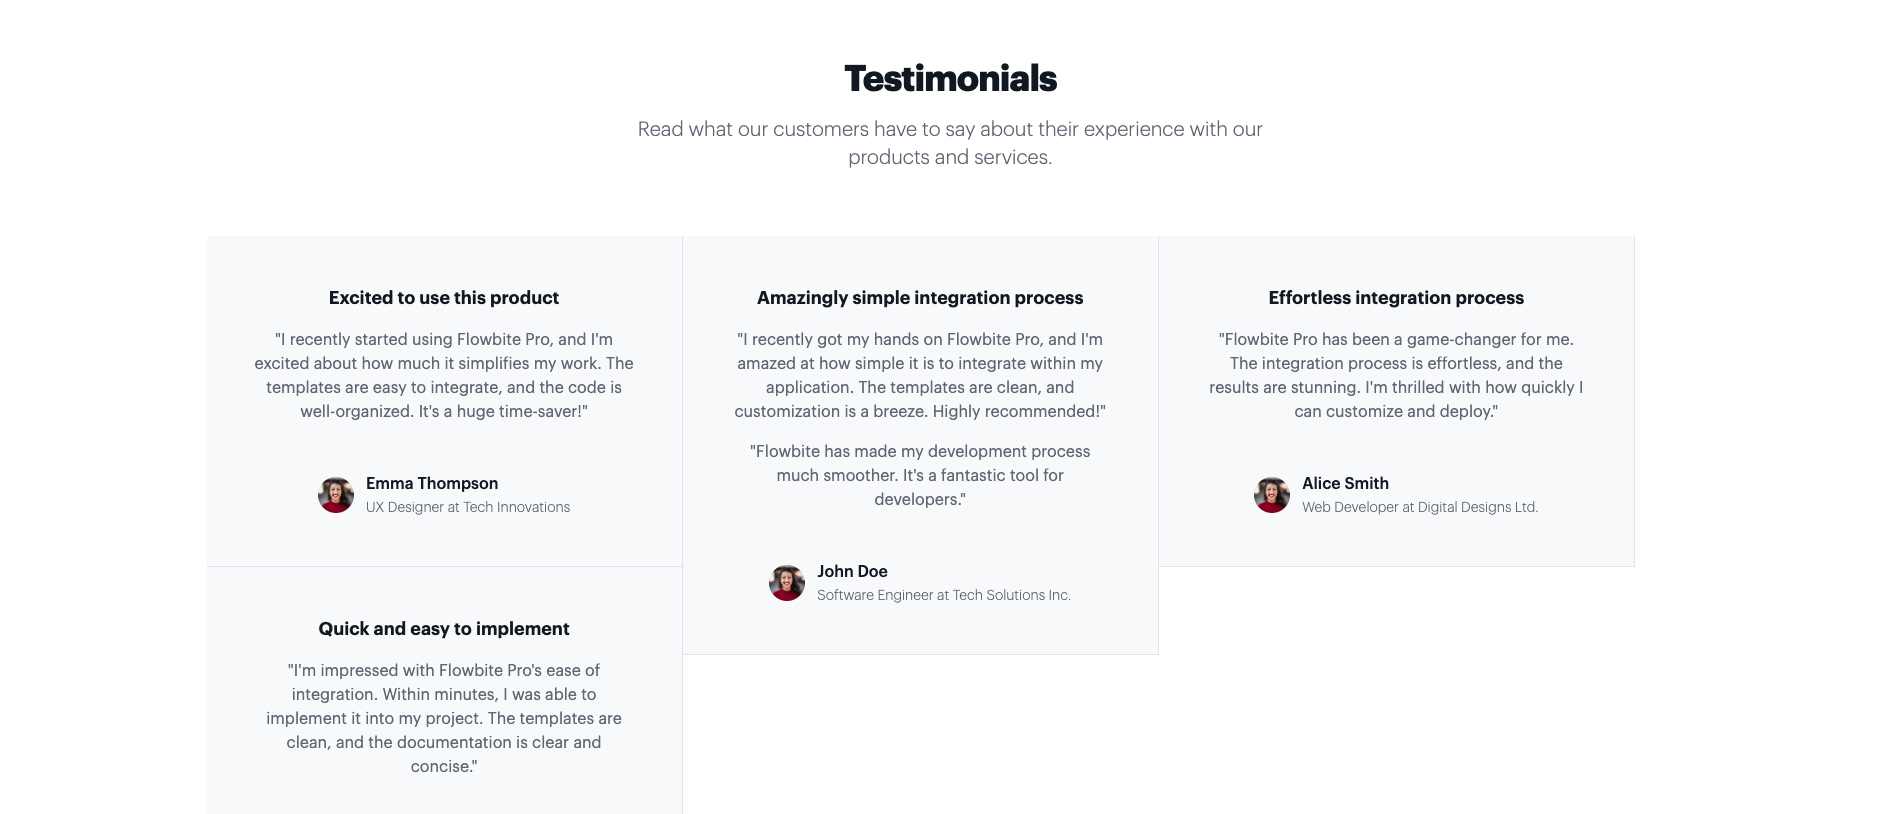 Testimonials
Read what our customers have to say about their experience with our
products and services.
Excited to use this product
"I recently started using Flowbite Pro, and I'm
excited about how much it simplifies my work. The
templates are easy to integrate, and the code is
well-organized. It's a huge time-saver!"
Emma Thompson
UX Designer at Tech Innovations
Amazingly simple integration process
"I recently got my hands on Flowbite Pro, and I'm
amazed at how simple it is to integrate within my
application. The templates are clean, and
customization is a breeze. Highly recommended!"
"Flowbite has made my development process
much smoother. It's a fantastic tool for
developers."
John Doe
Software Engineer at Tech Solutions Inc.
Effortless integration process
"Flowbite Pro has been a game-changer for me.
The integration process is effortless, and the
results are stunning. I'm thrilled with how quickly I
can customize and deploy."
Alice Smith
Web Developer at Digital Designs Ltd.
Quick and easy to implement
"I'm impressed with Flowbite Pro's ease of
integration. Within minutes, I was able to
implement it into my project. The templates are
clean, and the documentation is clear and
concise."